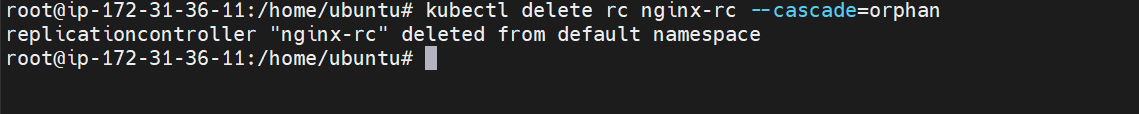 root@ip-172-31-36-11:/home/ubuntu# kubectl delete rc nginx-rc --cascade=orphan
replicationcontroller "nginx-rc" deleted from default namespace
root@ip-172-31-36-11:/home/ubuntu#